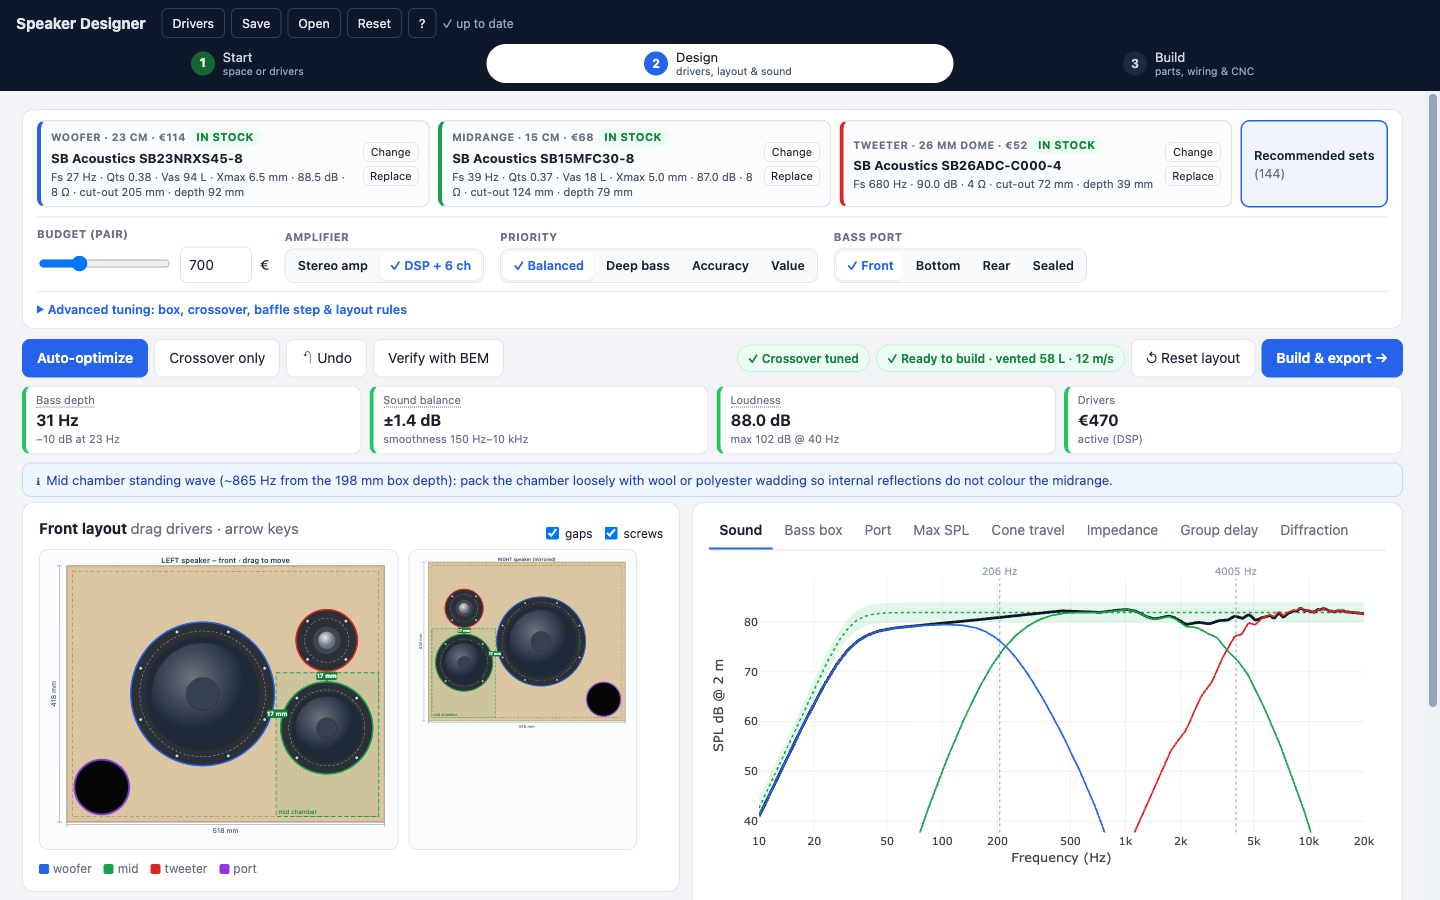 Speaker Designer
Drivers
Save
Open
Reset
?
✓ up to date
1
Start
space or drivers
2
Design
drivers, layout & sound
3
Build
parts, wiring & CNC
WOOFER · 23 CM · €114 IN STOCK
SB Acoustics SB23NRXS45-8
Fs 27 Hz · Qts 0.38 · Vas 94 L · Xmax 6.5 mm · 88.5 dB ·
8 Ω · cut-out 205 mm · depth 92 mm
Change
Replace
MIDRANGE · 15 CM · €68 IN STOCK
SB Acoustics SB15MFC30-8
Fs 39 Hz · Qts 0.37 · Vas 18 L · Xmax 5.0 mm · 87.0 dB · 8
Ω · cut-out 124 mm · depth 79 mm
Change
Replace
TWEETER · 26 MM DOME · €52 IN STOCK
SB Acoustics SB26ADC-C000-4
Fs 680 Hz · 90.0 dB · 4 Ω · cut-out 72 mm · depth 39 mm
Change
Replace
Recommended sets
(144)
BUDGET (PAIR)
700
€
AMPLIFIER
Stereo amp
✓ DSP + 6 ch
PRIORITY
✓ Balanced
Deep bass
Accuracy
Value
BASS PORT
✓ Front
Bottom
Rear
Sealed
▶ Advanced tuning: box, crossover, baffle step & layout rules
Auto-optimize
Crossover only
Undo
Verify with BEM
✓ Crossover tuned
✓ Ready to build · vented 58 L · 12 m/s
↺ Reset layout
Build & export →
Bass depth
31 Hz
−10 dB at 23 Hz
Sound balance
±1.4 dB
smoothness 150 Hz–10 kHz
Loudness
88.0 dB
max 102 dB @ 40 Hz
Drivers
€470
active (DSP)
ℹ Mid chamber standing wave (~865 Hz from the 198 mm box depth): pack the chamber loosely with wool or polyester wadding so internal reflections do not colour the midrange.
Front layout drag drivers · arrow keys
gaps
screws
LEFT speaker – front · drag to move
418 mm
17 mm
17 mm
mid chamber
518 mm
RIGHT speaker (mirrored)
418 mm
17 mm
17 mm
mid chamber
518 mm
woofer
mid
tweeter
port
Sound
Bass box
Port
Max SPL
Cone travel
Impedance
Group delay
Diffraction
206 Hz
4005 Hz
SPL dB @ 2 m
80
70
60
50
40
10
20
50
100
200
500
1k
2k
5k
10k
20k
Frequency (Hz)